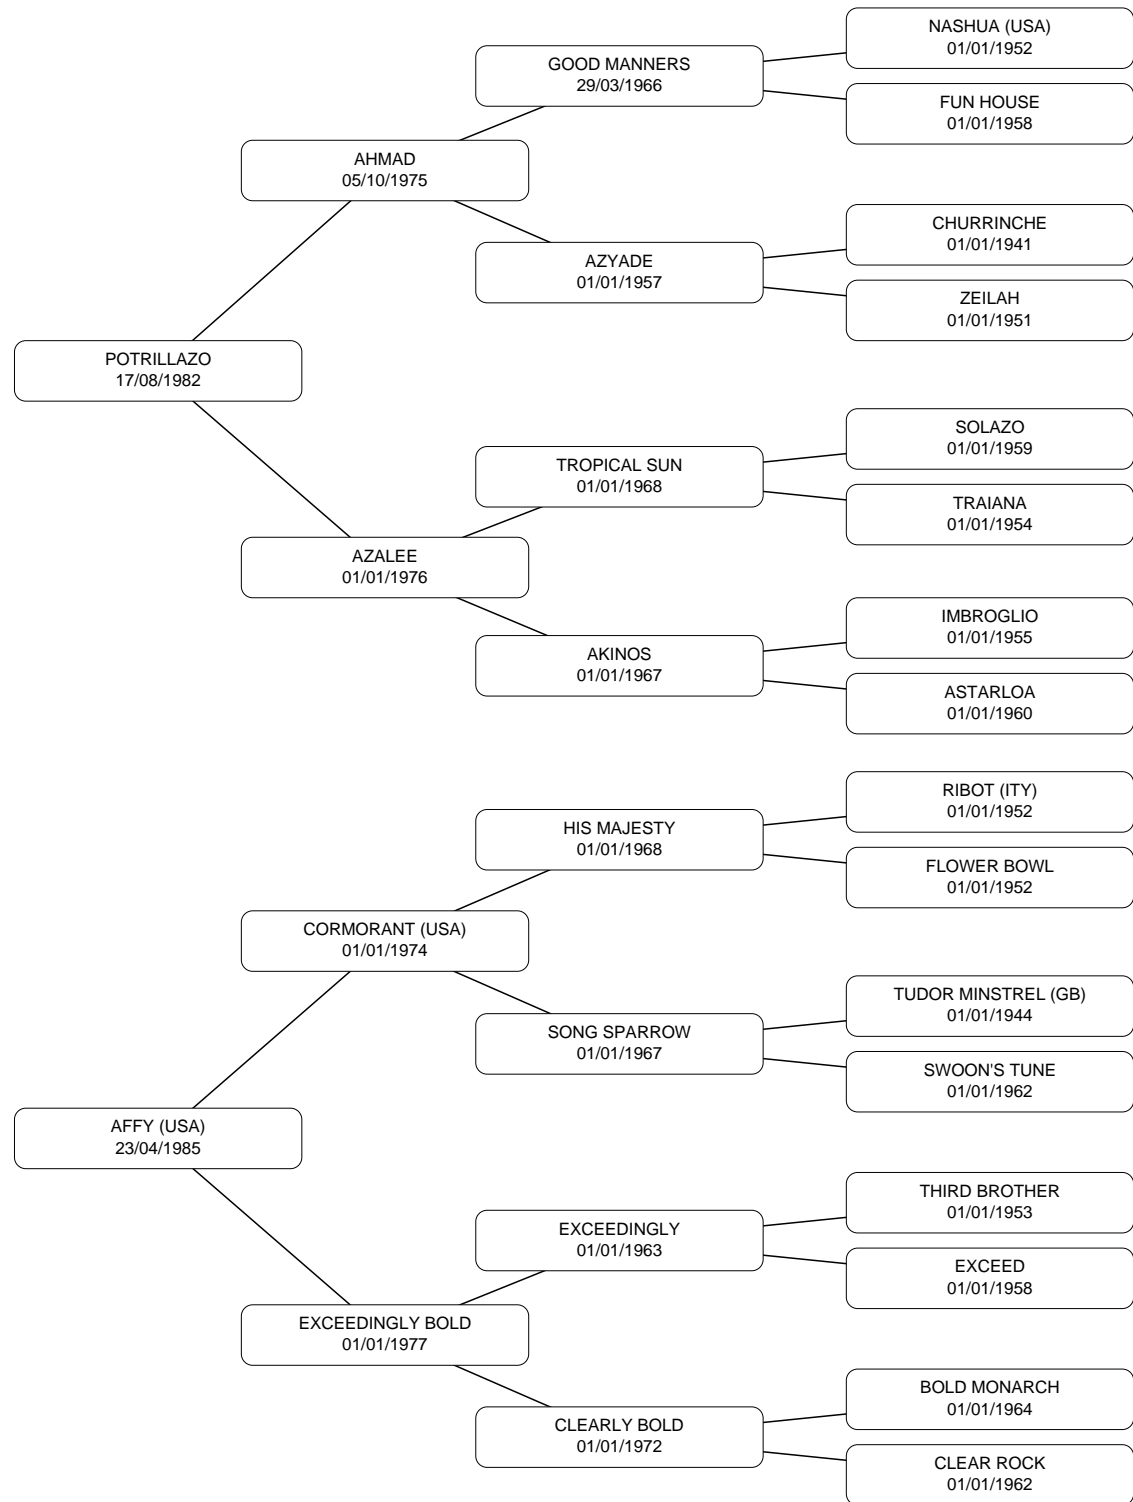 NASHUA (USA)
01/01/1952
GOOD MANNERS
29/03/1966
FUN HOUSE
01/01/1958
AHMAD
05/10/1975
CHURRINCHE
01/01/1941
AZYADE
01/01/1957
ZEILAH
01/01/1951
POTRILLAZO
17/08/1982
SOLAZO
01/01/1959
TROPICAL SUN
01/01/1968
TRAIANA
01/01/1954
AZALEE
01/01/1976
IMBROGLIO
01/01/1955
AKINOS
01/01/1967
ASTARLOA
01/01/1960
RIBOT (ITY)
01/01/1952
HIS MAJESTY
01/01/1968
FLOWER BOWL
01/01/1952
CORMORANT (USA)
01/01/1974
TUDOR MINSTREL (GB)
01/01/1944
SONG SPARROW
01/01/1967
SWOON'S TUNE
01/01/1962
AFFY (USA)
23/04/1985
THIRD BROTHER
01/01/1953
EXCEEDINGLY
01/01/1963
EXCEED
01/01/1958
EXCEEDINGLY BOLD
01/01/1977
BOLD MONARCH
01/01/1964
CLEARLY BOLD
01/01/1972
CLEAR ROCK
01/01/1962